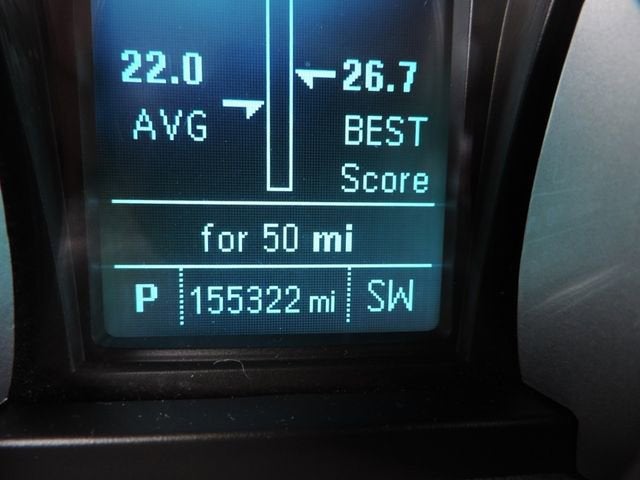 22.0 26.7
AVG BEST
Score
for 50 mi
P 155322 mi SW